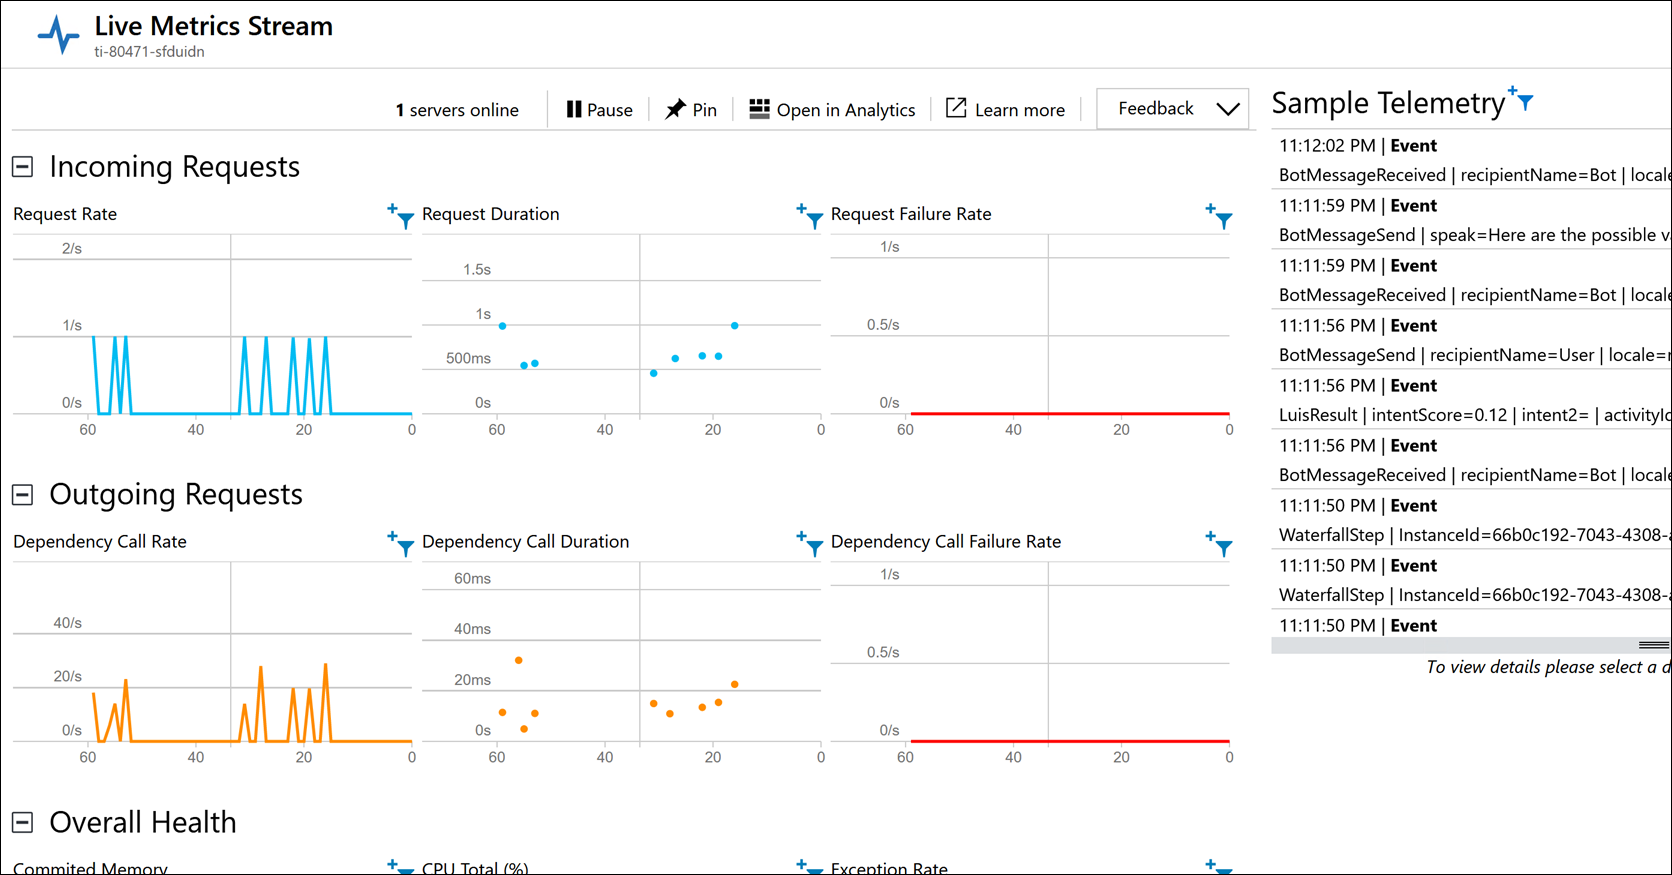 Live Metrics Stream
ti-80471-sfduidn
1 servers online
Pause
Pin
Open in Analytics
Learn more
Feedback
Incoming Requests
Request Rate
2/s
1/s
0/s
60 40 20 0
Request Duration
1.5s
1s
500ms
0s
60 40 20 0
Request Failure Rate
1/s
0.5/s
0/s
60 40 20 0
Outgoing Requests
Dependency Call Rate
40/s
20/s
0/s
60 40 20 0
Dependency Call Duration
60ms
40ms
20ms
0s
60 40 20 0
Dependency Call Failure Rate
1/s
0.5/s
0/s
60 40 20 0
Overall Health
Commited Memory
CPU Total (%)
Exception Rate
Sample Telemetry
11:12:02 PM | Event
BotMessageReceived | recipientName=Bot | locale
11:11:59 PM | Event
BotMessageSend | speak=Here are the possible v
11:11:59 PM | Event
BotMessageReceived | recipientName=Bot | locale
11:11:56 PM | Event
BotMessageSend | recipientName=User | locale=
11:11:56 PM | Event
LuisResult | intentScore=0.12 | intent2= | activityId
11:11:56 PM | Event
BotMessageReceived | recipientName=Bot | locale
11:11:50 PM | Event
WaterfallStep | InstanceId=66b0c192-7043-4308-
11:11:50 PM | Event
WaterfallStep | InstanceId=66b0c192-7043-4308-
11:11:50 PM | Event
To view details please select a d